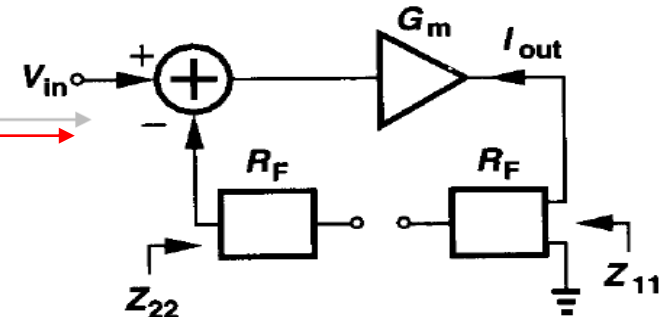 G_m
I_out
+
V_in
−
R_F
R_F
Z_22
Z_11